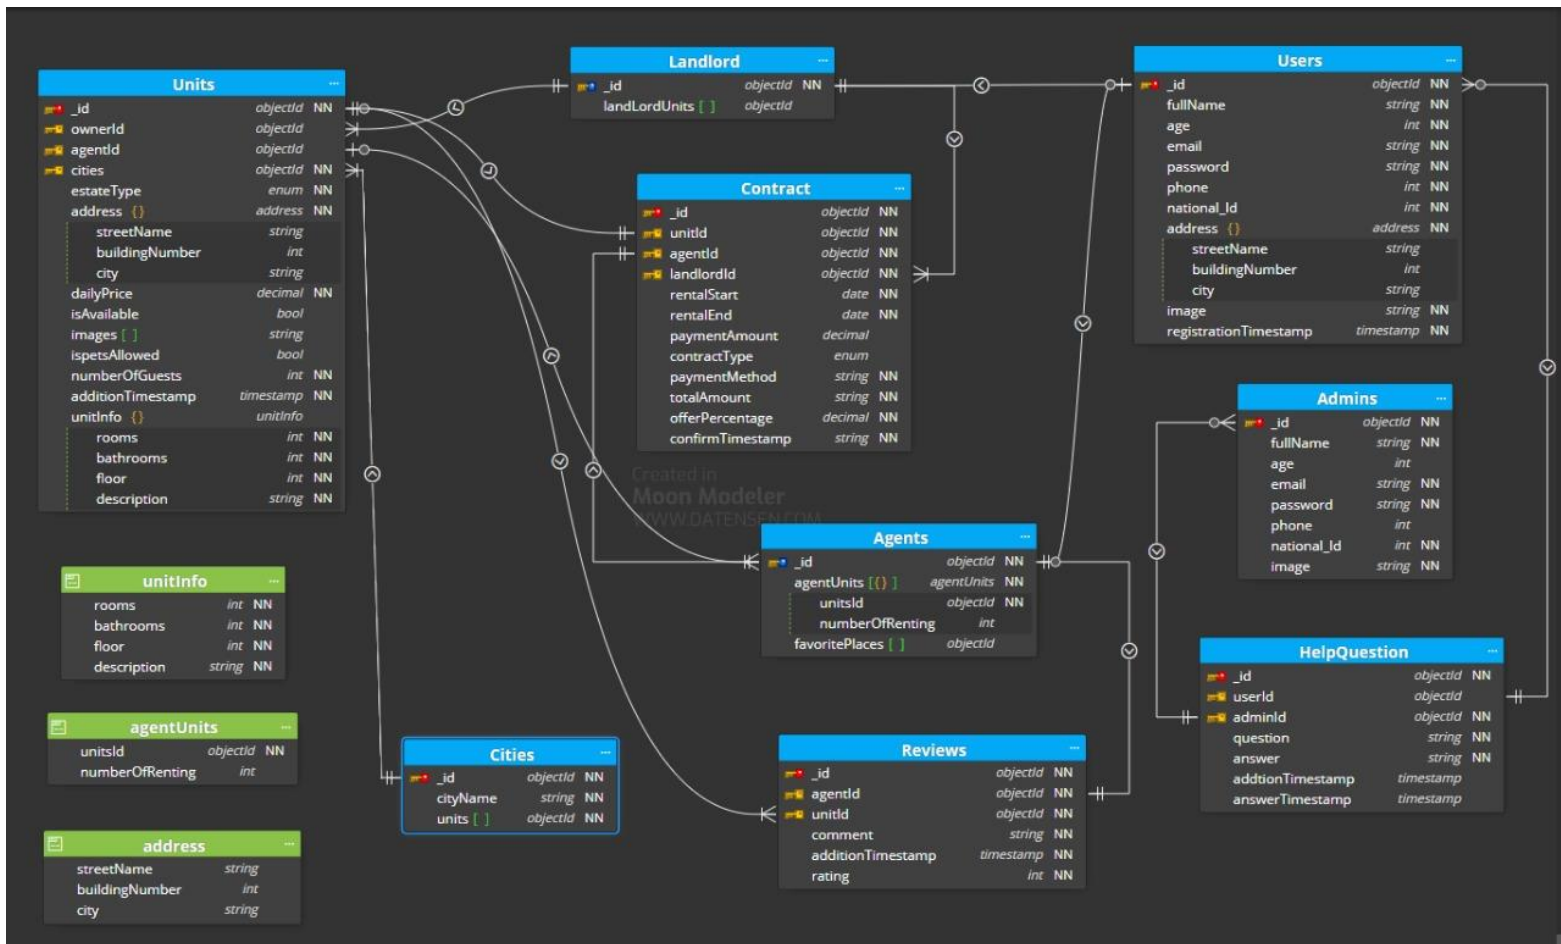 Units ...
_id objectId NN
ownerId objectId
agentId objectId
cities objectId NN
estateType enum NN
address {} address NN
streetName string
buildingNumber int
city string
dailyPrice decimal NN
isAvailable bool
images [ ] string
ispetsAllowed bool
numberOfGuests int NN
additionTimestamp timestamp NN
unitInfo {} unitInfo
rooms int NN
bathrooms int NN
floor int NN
description string NN
Landlord ...
_id objectId NN
landLordUnits [ ] objectId
Users ...
_id objectId NN
fullName string NN
age int NN
email string NN
password string NN
phone int NN
national_Id int NN
address {} address NN
streetName string
buildingNumber int
city string
image string NN
registrationTimestamp timestamp NN
Contract ...
_id objectId NN
unitId objectId NN
agentId objectId NN
landlordId objectId NN
rentalStart date NN
rentalEnd date NN
paymentAmount decimal
contractType enum
paymentMethod string NN
totalAmount string NN
offerPercentage decimal NN
confirmTimestamp string NN
Created in
Moon Modeler
WWW.DATENSEN.COM
Admins ...
_id objectId NN
fullName string NN
age int
email string NN
password string NN
phone int
national_Id int NN
image string NN
Agents ...
_id objectId NN
agentUnits [{} ] agentUnits NN
unitsId objectId NN
numberOfRenting int
favoritePlaces [ ] objectId
unitInfo ...
rooms int NN
bathrooms int NN
floor int NN
description string NN
HelpQuestion ...
_id objectId NN
userId objectId
adminId objectId NN
question string NN
answer string NN
addtionTimestamp timestamp
answerTimestamp timestamp
agentUnits ...
unitsId objectId NN
numberOfRenting int
Cities ...
_id objectId NN
cityName string NN
units [ ] objectId NN
Reviews ...
_id objectId NN
agentId objectId NN
unitId objectId NN
comment string NN
additionTimestamp timestamp NN
rating int NN
address ...
streetName string
buildingNumber int
city string